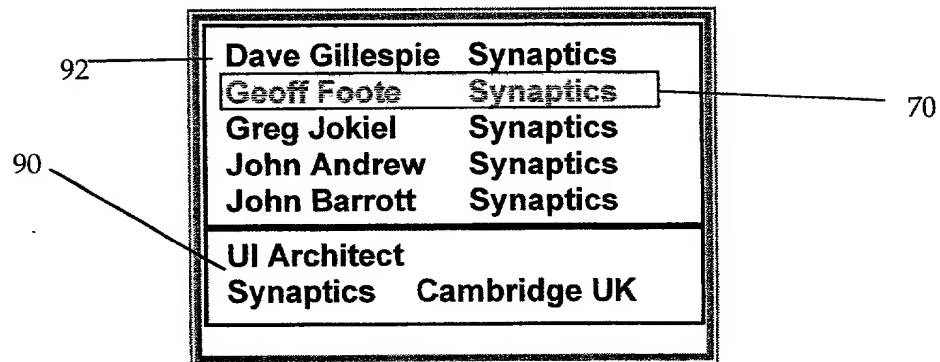 92 Dave Gillespie Synaptics
Geoff Foote Synaptics 70
Greg Jokiel Synaptics
90 John Andrew Synaptics
John Barrott Synaptics
UI Architect
Synaptics Cambridge UK